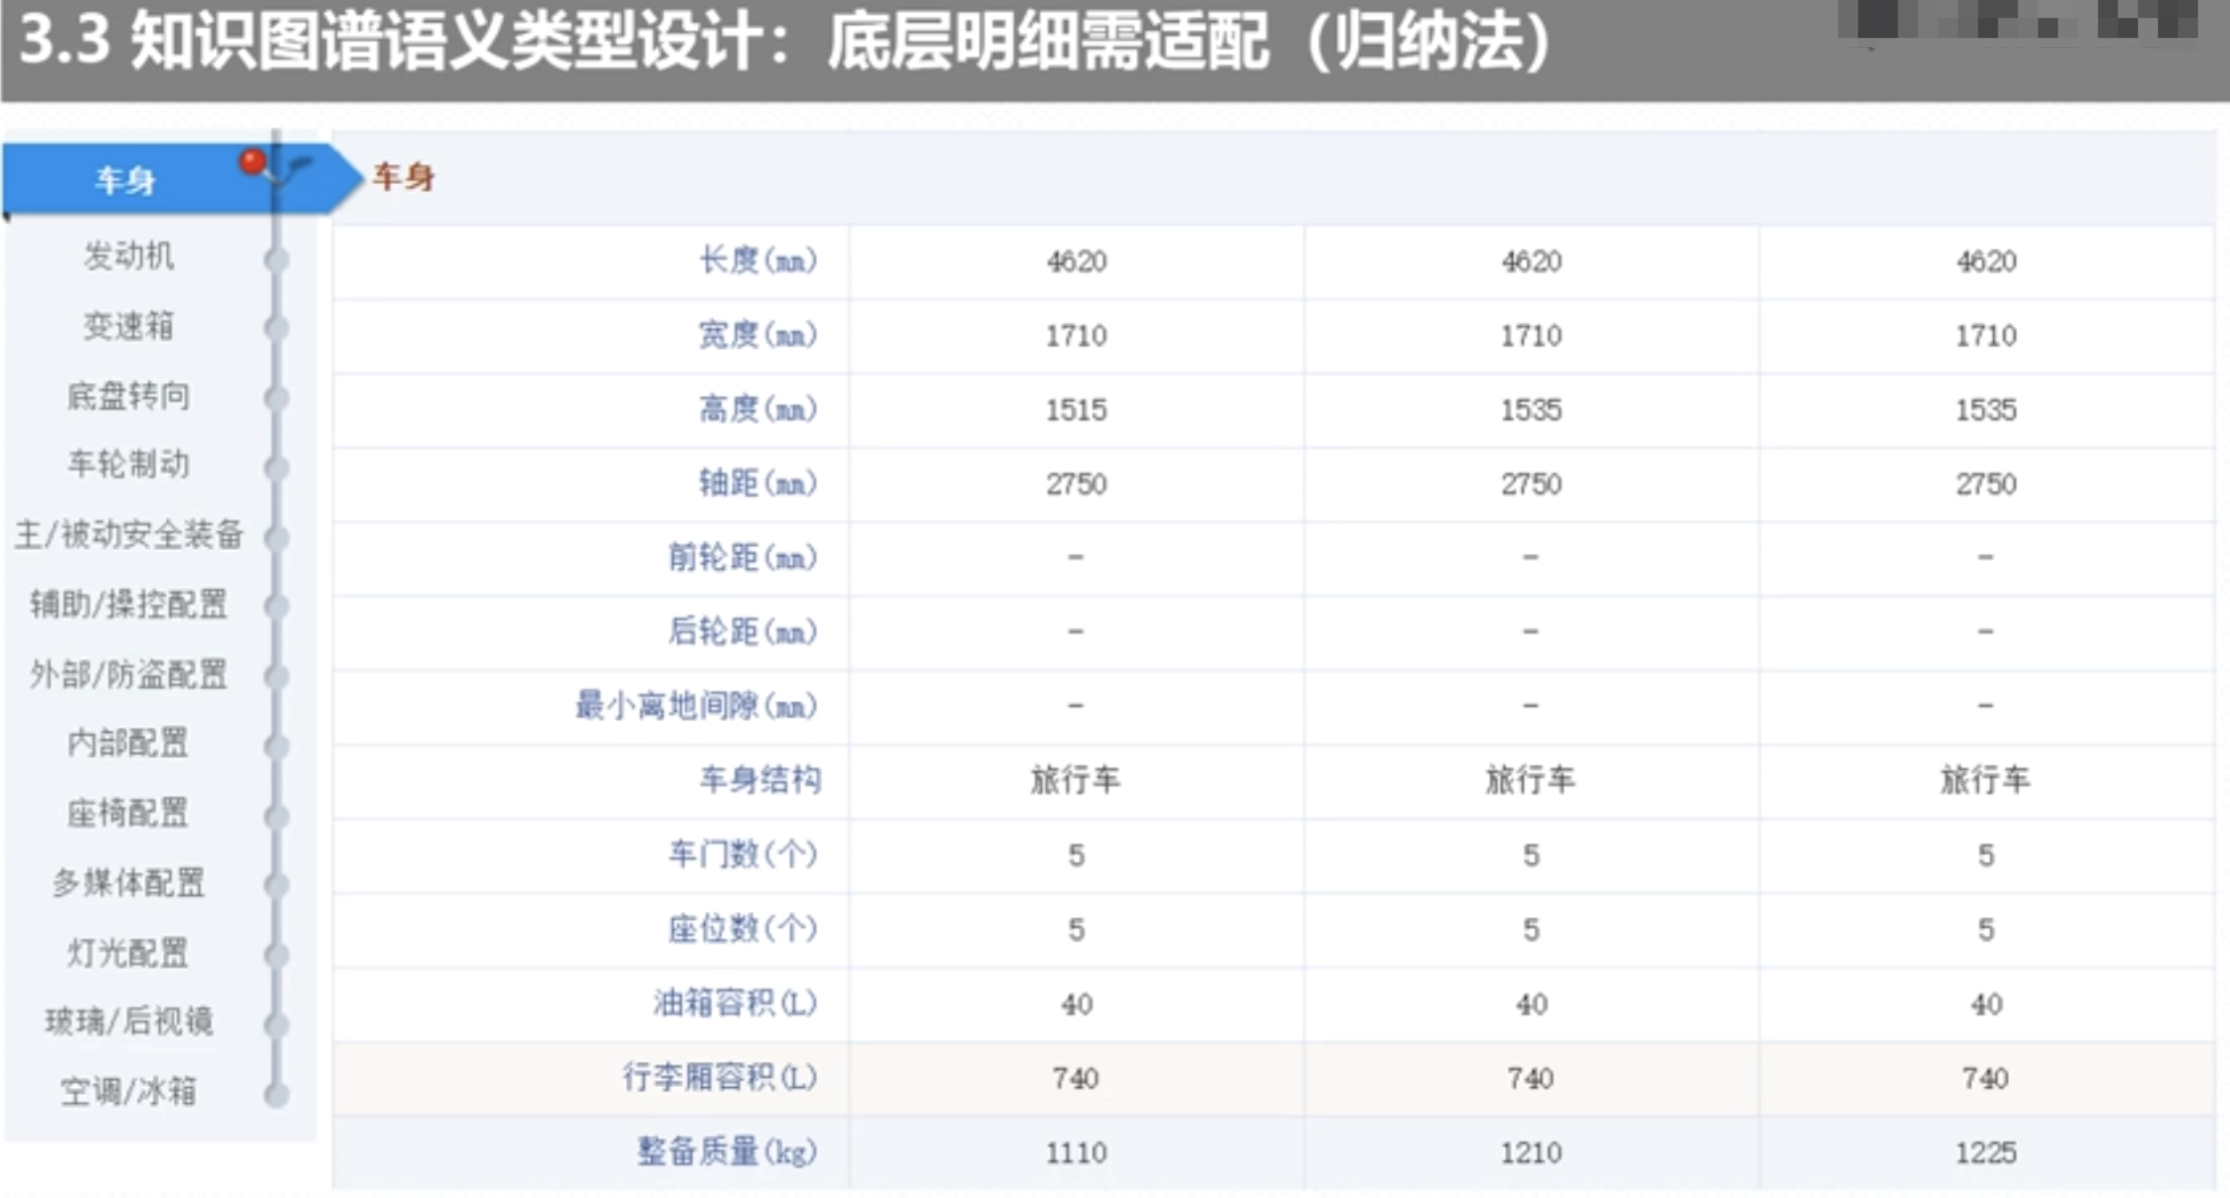 3.3 知识图谱语义类型设计：底层明细需适配（归纳法）
车身
发动机
变速箱
底盘转向
车轮制动
主/被动安全装备
辅助/操控配置
外部/防盗配置
内部配置
座椅配置
多媒体配置
灯光配置
玻璃/后视镜
空调/冰箱
车身
长度(mm) 4620 4620 4620
宽度(mm) 1710 1710 1710
高度(mm) 1515 1535 1535
轴距(mm) 2750 2750 2750
前轮距(mm) - - -
后轮距(mm) - - -
最小离地间隙(mm) - - -
车身结构 旅行车 旅行车 旅行车
车门数(个) 5 5 5
座位数(个) 5 5 5
油箱容积(L) 40 40 40
行李厢容积(L) 740 740 740
整备质量(kg) 1110 1210 1225